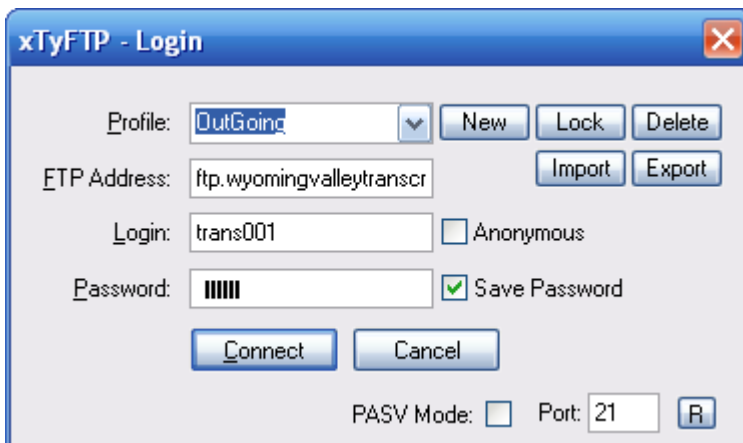 xTyFTP - Login
Profile: OutGoing New Lock Delete
FTP Address: ftp.wyomingvalleytranscr Import Export
Login: trans001 Anonymous
Password: Save Password
Connect Cancel
PASV Mode: Port: 21 R